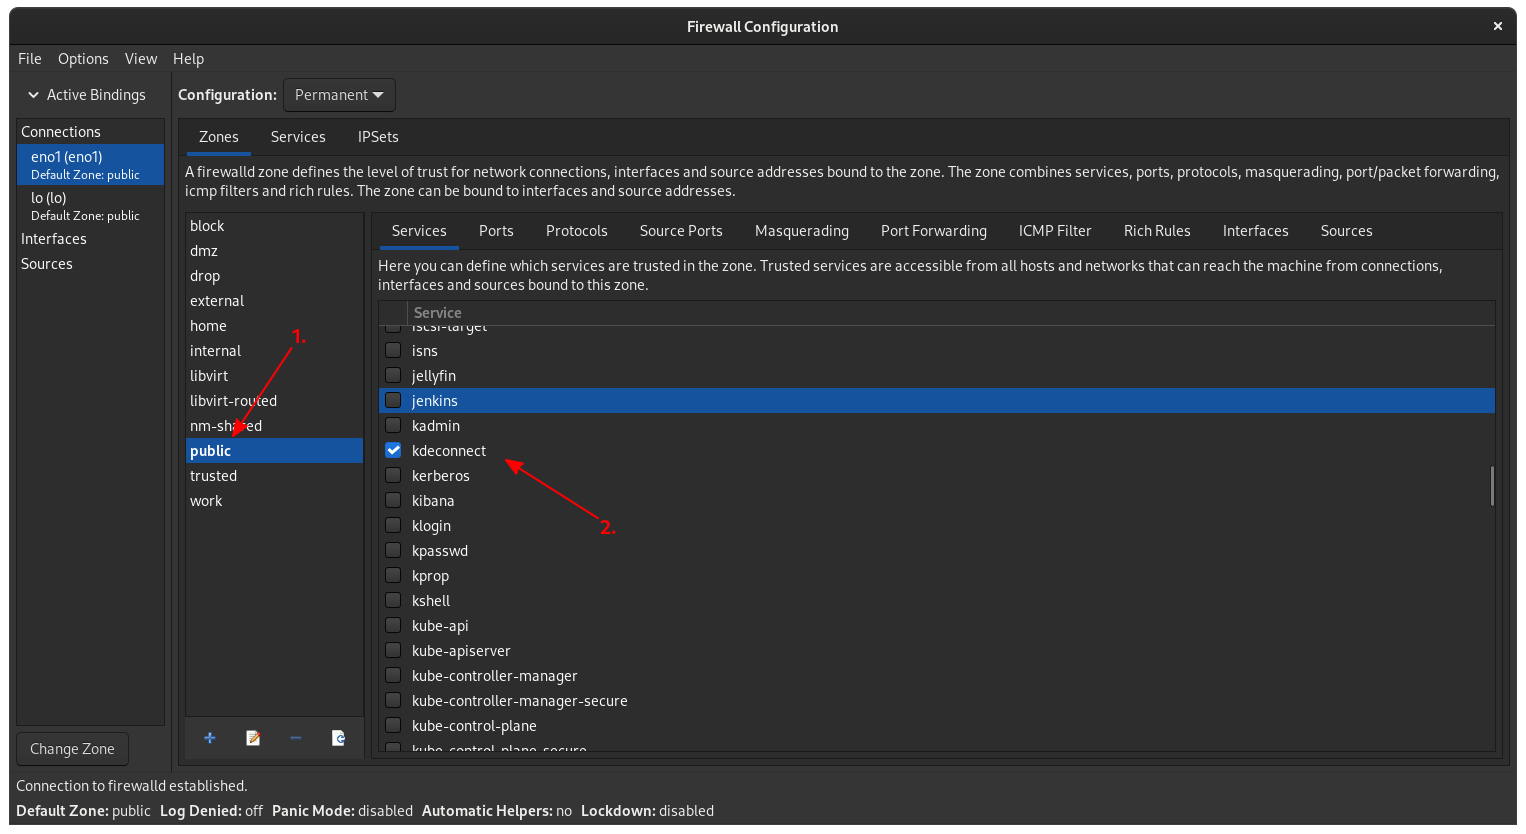 Firewall Configuration
File Options View Help
Active Bindings
Configuration: Permanent
Connections
eno1 (eno1)
Default Zone: public
lo (lo)
Default Zone: public
Interfaces
Sources
Change Zone
Zones Services IPSets
A firewalld zone defines the level of trust for network connections, interfaces and source addresses bound to the zone. The zone combines services, ports, protocols, masquerading, port/packet forwarding,
icmp filters and rich rules. The zone can be bound to interfaces and source addresses.
block
dmz
drop
external
home
internal
libvirt
libvirt-routed
nm-shared
public
trusted
work
1.
Services Ports Protocols Source Ports Masquerading Port Forwarding ICMP Filter Rich Rules Interfaces Sources
Here you can define which services are trusted in the zone. Trusted services are accessible from all hosts and networks that can reach the machine from connections,
interfaces and sources bound to this zone.
Service
iscsi-target
isns
jellyfin
jenkins
kadmin
kdeconnect
kerberos
kibana
klogin
kpasswd
kprop
kshell
kube-api
kube-apiserver
kube-controller-manager
kube-controller-manager-secure
kube-control-plane
kube-control-plane-secure
2.
Connection to firewalld established.
Default Zone: public Log Denied: off Panic Mode: disabled Automatic Helpers: no Lockdown: disabled